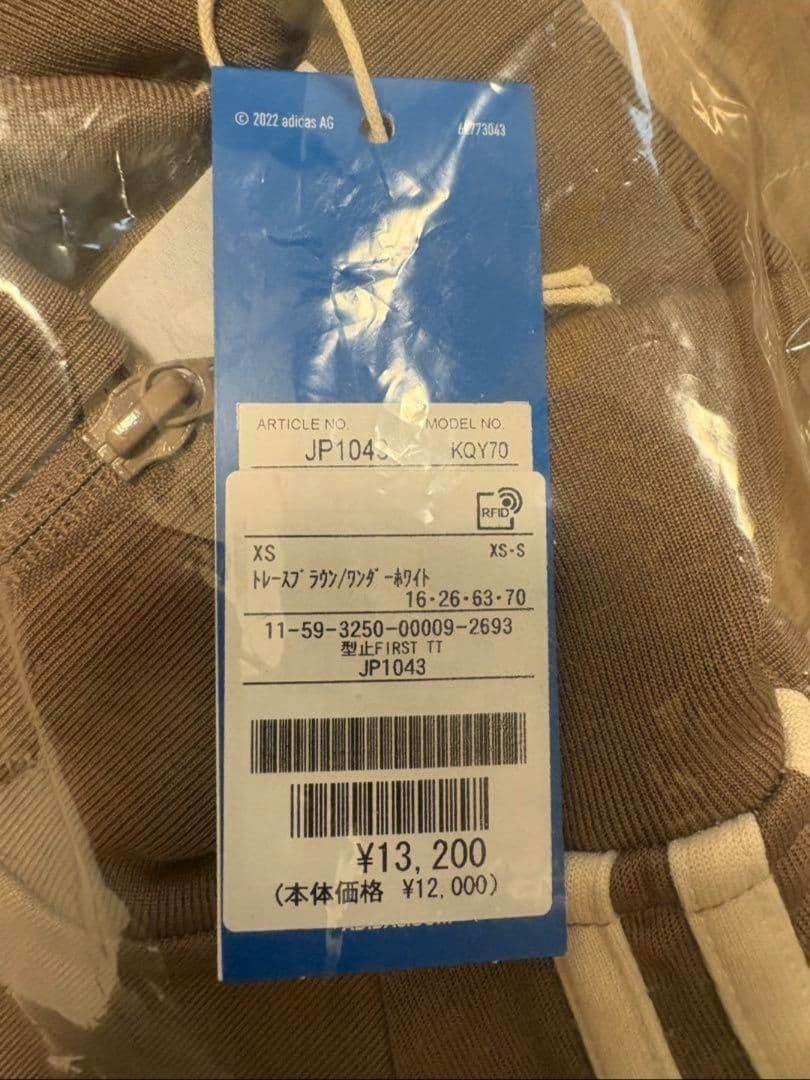 © 2022 adidas AG
ARTICLE NO.
MODEL NO.
JP1043
KQY70
RFID
XS
XS-S
ﾄﾚｰｽﾌﾞﾗｳﾝ/ﾜﾝﾀﾞｰﾎﾜｲﾄ
16・26・63・70
11-59-3250-00009-2693
型止FIRST TT
JP1043
¥13,200
(本体価格 ¥12,000)